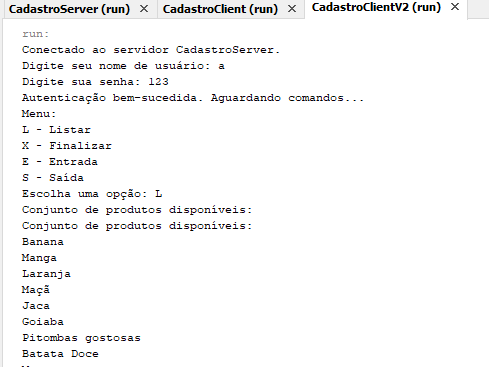 CadastroServer (run) × CadastroClient (run) × CadastroClientV2 (run) ×
run:
Conectado ao servidor CadastroServer.
Digite seu nome de usuário: a
Digite sua senha: 123
Autenticação bem-sucedida. Aguardando comandos...
Menu:
L - Listar
X - Finalizar
E - Entrada
S - Saída
Escolha uma opção: L
Conjunto de produtos disponíveis:
Conjunto de produtos disponíveis:
Banana
Manga
Laranja
Maçã
Jaca
Goiaba
Pitombas gostosas
Batata Doce